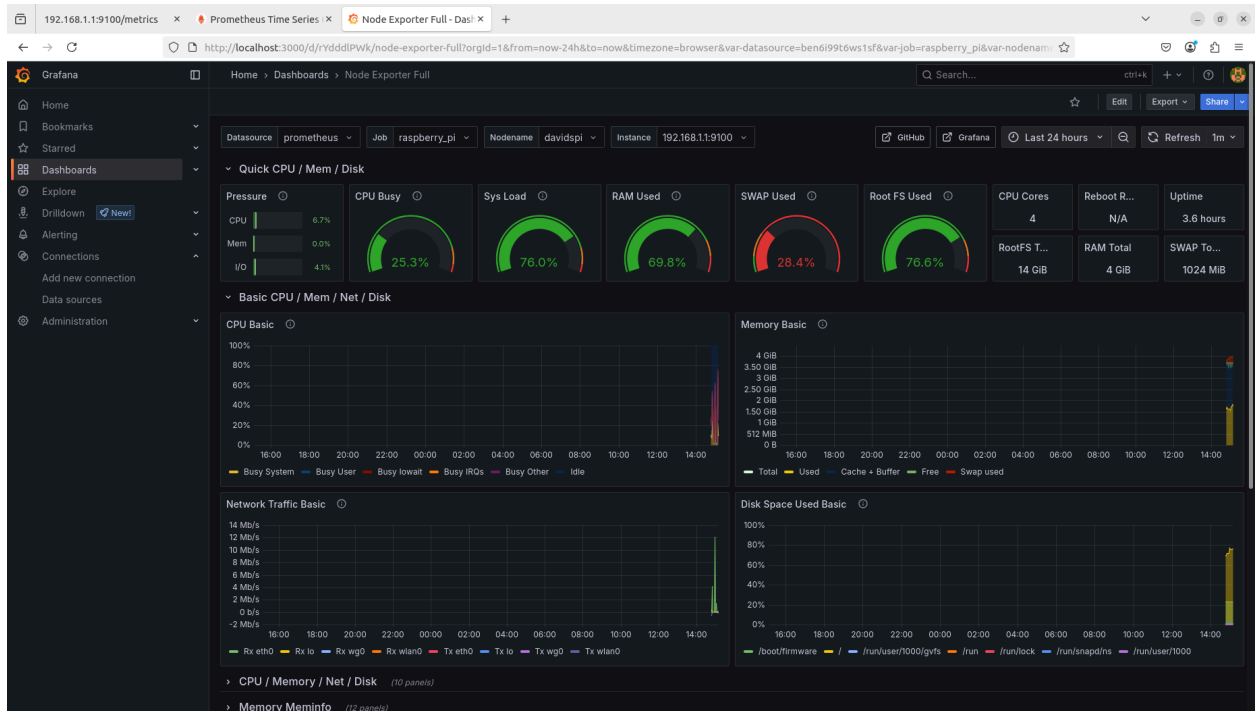 192.168.1.1:9100/metrics × Prometheus Time Series × Node Exporter Full - Dash × +
http://localhost:3000/d/rYdddlPWk/node-exporter-full?orgId=1&from=now-24h&to=now&timezone=browser&var-datasource=ben6i99t6ws1sf&var-job=raspberry_pi&var-nodenam
Grafana
Home › Dashboards › Node Exporter Full
Search... ctrl+k
Edit Export Share
Home
Bookmarks
Starred
Dashboards
Explore
Drilldown New!
Alerting
Connections
Add new connection
Data sources
Administration
Datasource prometheus Job raspberry_pi Nodename davidspi Instance 192.168.1.1:9100 GitHub Grafana Last 24 hours Refresh 1m
Quick CPU / Mem / Disk
Pressure
CPU 6.7%
Mem 0.0%
I/O 4.1%
CPU Busy
25.3%
Sys Load
76.0%
RAM Used
69.8%
SWAP Used
28.4%
Root FS Used
76.6%
CPU Cores
4
Reboot R...
N/A
Uptime
3.6 hours
RootFS T...
14 GiB
RAM Total
4 GiB
SWAP To...
1024 MiB
Basic CPU / Mem / Net / Disk
CPU Basic
100%
80%
60%
40%
20%
0%
16:00 18:00 20:00 22:00 00:00 02:00 04:00 06:00 08:00 10:00 12:00 14:00
Busy System Busy User Busy Iowait Busy IRQs Busy Other Idle
Memory Basic
4 GiB
3.50 GiB
3 GiB
2.50 GiB
2 GiB
1.50 GiB
1 GiB
512 MiB
0 B
16:00 18:00 20:00 22:00 00:00 02:00 04:00 06:00 08:00 10:00 12:00 14:00
Total Used Cache + Buffer Free Swap used
Network Traffic Basic
14 Mb/s
12 Mb/s
10 Mb/s
8 Mb/s
6 Mb/s
4 Mb/s
2 Mb/s
0 b/s
-2 Mb/s
16:00 18:00 20:00 22:00 00:00 02:00 04:00 06:00 08:00 10:00 12:00 14:00
Rx eth0 Rx lo Rx wg0 Rx wlan0 Tx eth0 Tx lo Tx wg0 Tx wlan0
Disk Space Used Basic
100%
80%
60%
40%
20%
0%
16:00 18:00 20:00 22:00 00:00 02:00 04:00 06:00 08:00 10:00 12:00 14:00
/boot/firmware / /run/user/1000/gvfs /run /run/lock /run/snapd/ns /run/user/1000
CPU / Memory / Net / Disk (10 panels)
Memory Meminfo (12 panels)